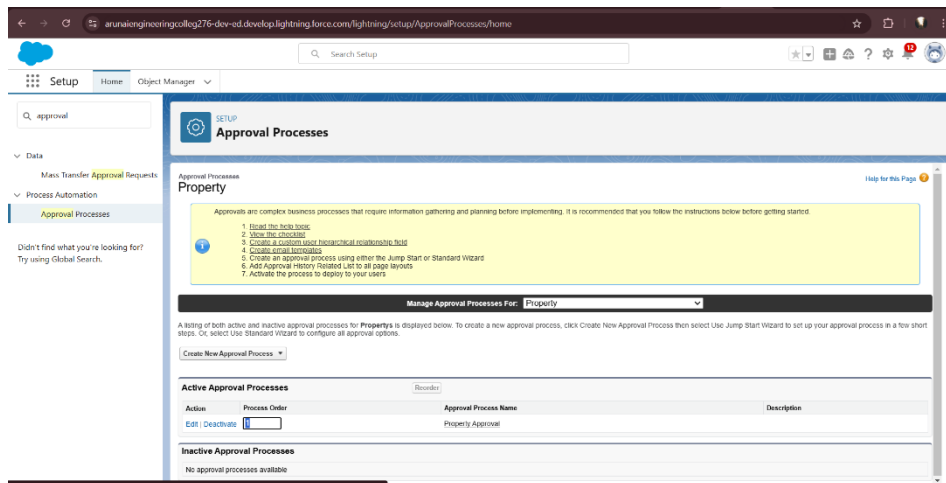 arunaiengineeringcolleg276-dev-ed.develop.lightning.force.com/lightning/setup/ApprovalProcesses/home
Search Setup
12
Setup
Home
Object Manager
approval
SETUP
Approval Processes
Data
Mass Transfer Approval Requests
Process Automation
Approval Processes
Didn't find what you're looking for?
Try using Global Search.
Approval Processes
Property
Help for this Page
Approvals are complex business processes that require information gathering and planning before implementing. It is recommended that you follow the instructions below before getting started
1. Read the help topic
2. View the checklist
3. Create a custom user hierarchical relationship field
4. Create email templates
5. Create an approval process using either the Jump Start or Standard Wizard
6. Add Approval History Related List to all page layouts
7. Activate the process to deploy to your users
Manage Approval Processes For: Property
A listing of both active and inactive approval processes for Propertys is displayed below. To create a new approval process, click Create New Approval Process then select Use Jump Start Wizard to set up your approval process in a few short
steps. Or, select Use Standard Wizard to configure all approval options.
Create New Approval Process
Active Approval Processes Reorder
Action Process Order Approval Process Name Description
Edit | Deactivate 1 Property Approval
Inactive Approval Processes
No approval processes available